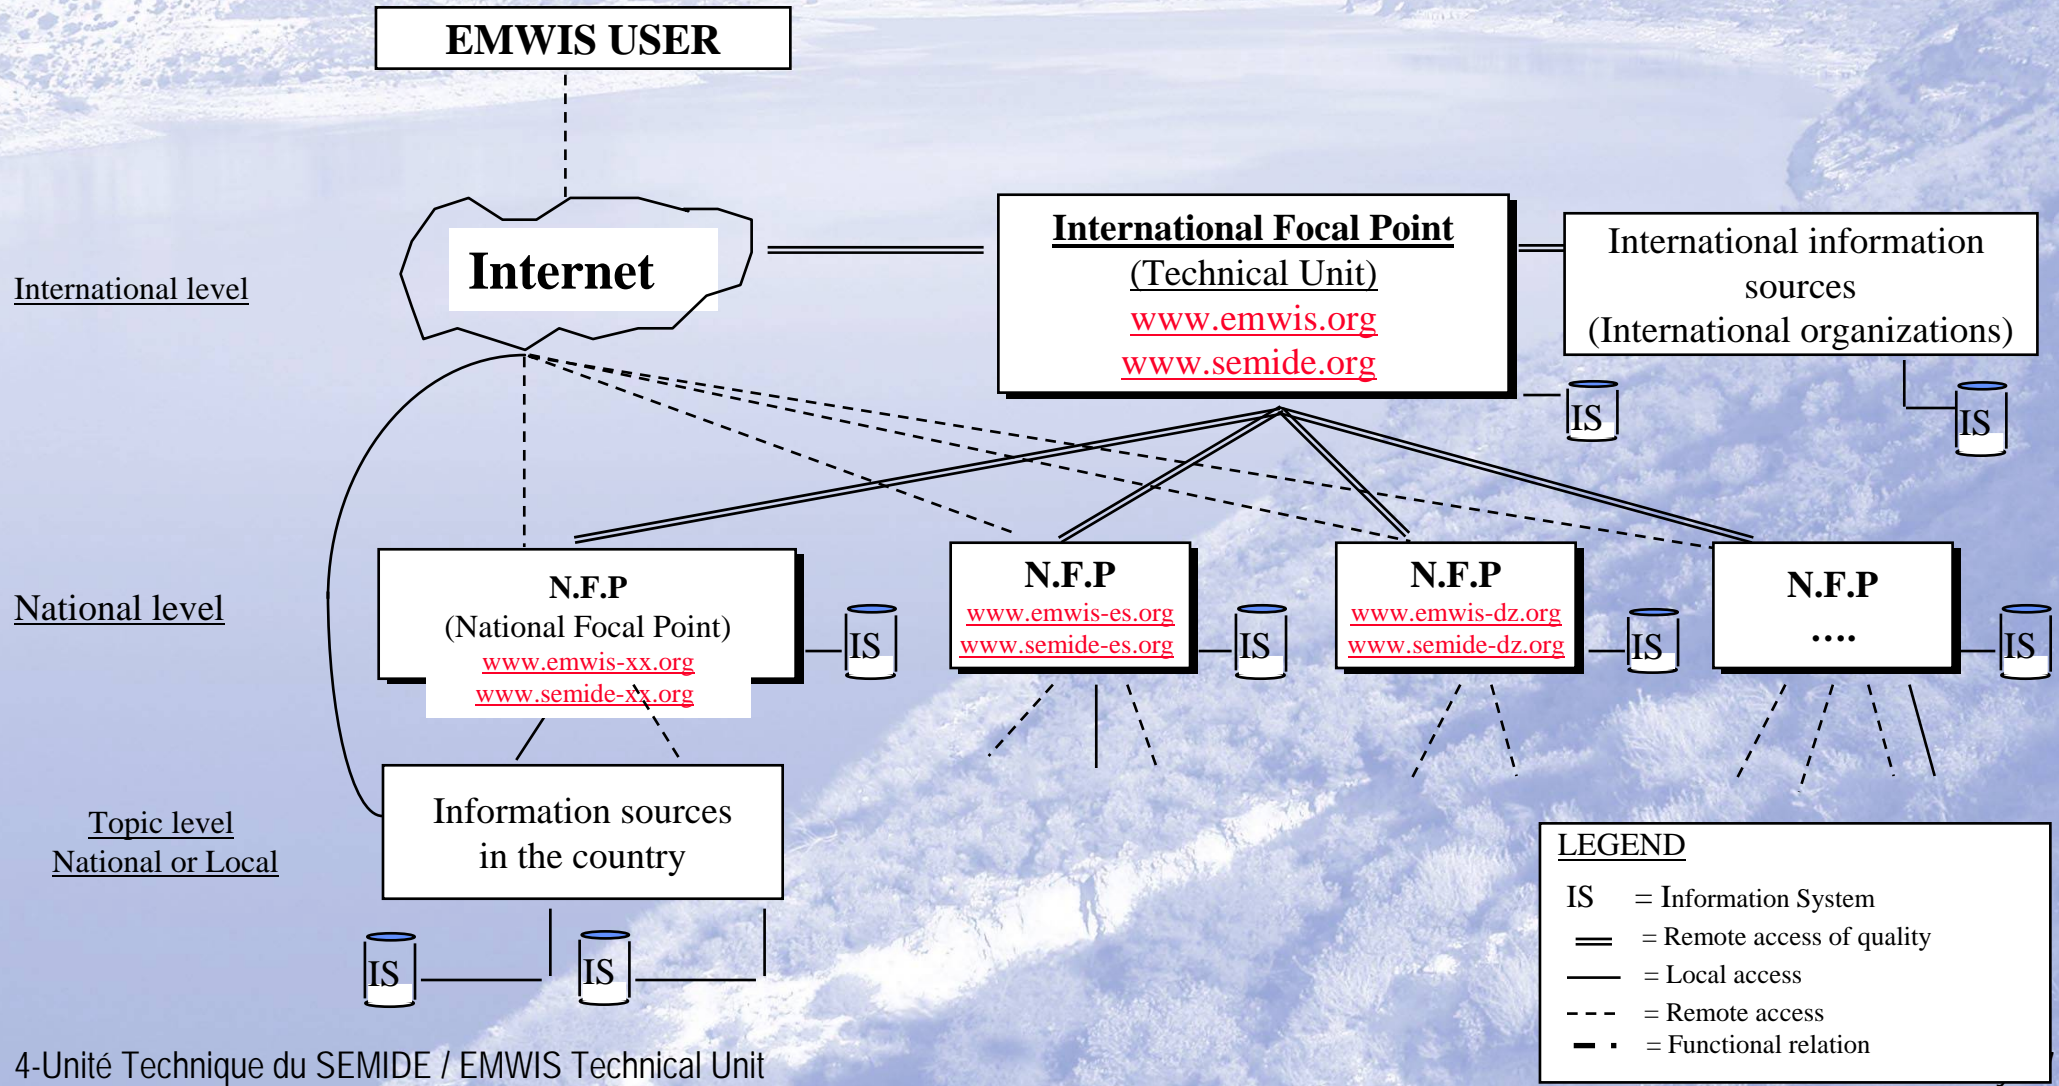 EMWIS USER
Internet
International Focal Point
(Technical Unit)
www.emwis.org
www.semide.org
International information
sources
(International organizations)
International level
IS
IS
National level
N.F.P
(National Focal Point)
www.emwis-xx.org
www.semide-xx.org
IS
N.F.P
www.emwis-es.org
www.semide-es.org
IS
N.F.P
www.emwis-dz.org
www.semide-dz.org
IS
N.F.P
....
IS
Topic level
National or Local
Information sources
in the country
IS
IS
LEGEND
IS = Information System
= Remote access of quality
= Local access
= Remote access
= Functional relation
4-Unité Technique du SEMIDE / EMWIS Technical Unit